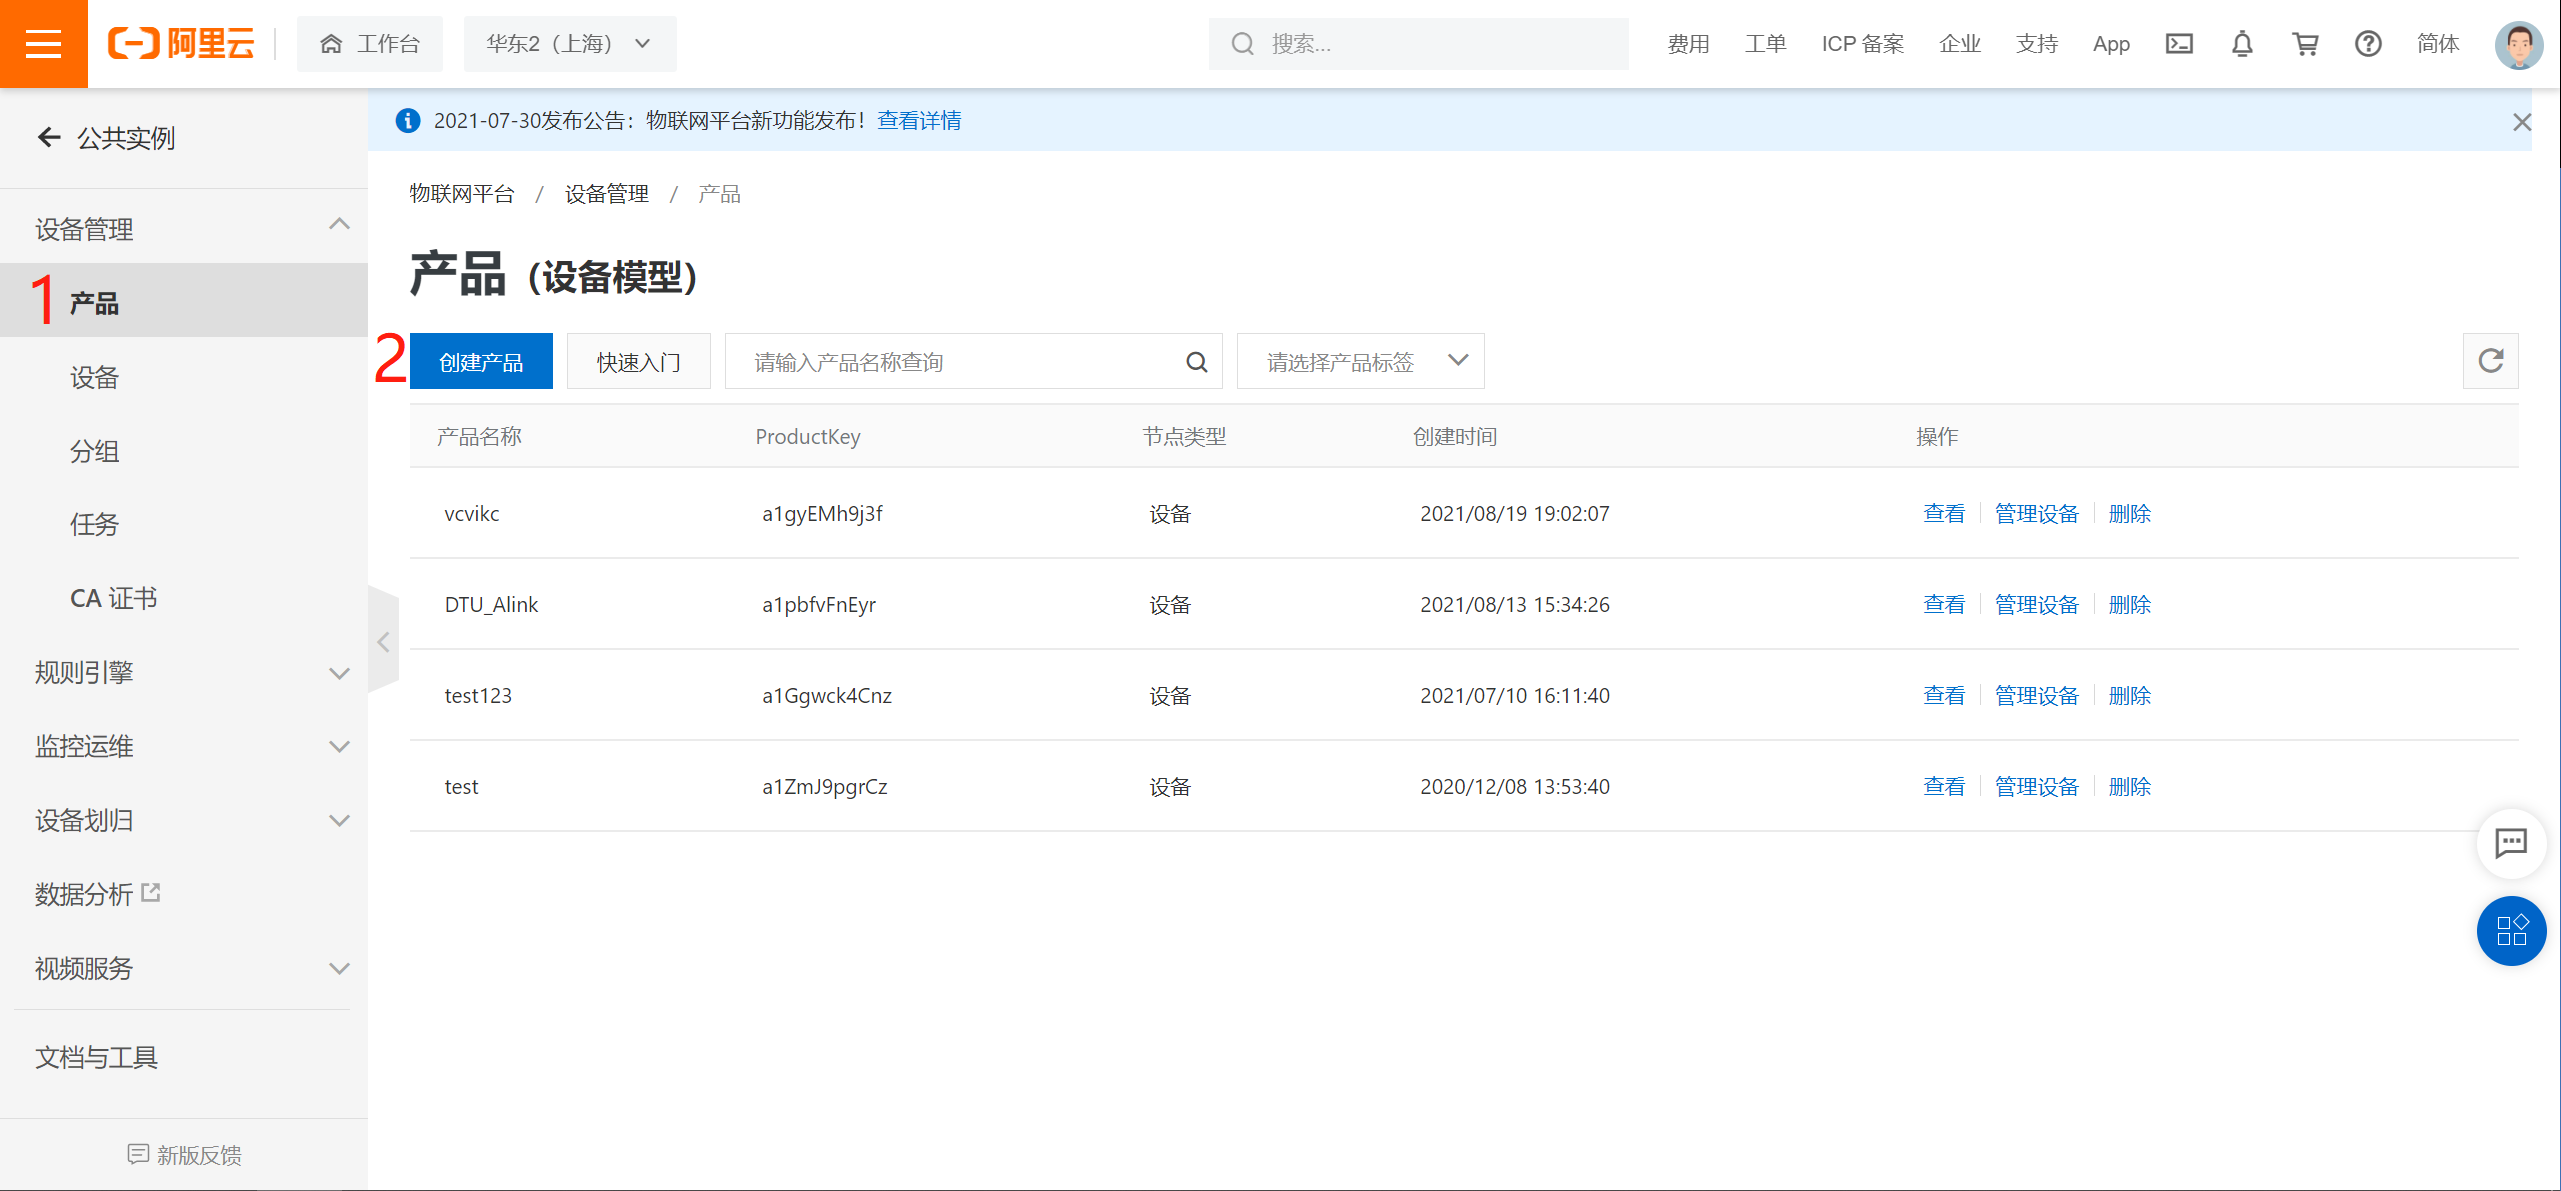 阿里云
工作台
华东2（上海）
搜索...
费用
工单
ICP 备案
企业
支持
App
简体
公共实例
2021-07-30发布公告：物联网平台新功能发布！查看详情
物联网平台 / 设备管理 / 产品
设备管理
1 产品
设备
分组
任务
CA 证书
规则引擎
监控运维
设备划归
数据分析
视频服务
文档与工具
新版反馈
产品（设备模型）
2 创建产品 快速入门 请输入产品名称查询 请选择产品标签
产品名称 ProductKey 节点类型 创建时间 操作
vcvikc a1gyEMh9j3f 设备 2021/08/19 19:02:07 查看 管理设备 删除
DTU_Alink a1pbfvFnEyr 设备 2021/08/13 15:34:26 查看 管理设备 删除
test123 a1Ggwck4Cnz 设备 2021/07/10 16:11:40 查看 管理设备 删除
test a1ZmJ9pgrCz 设备 2020/12/08 13:53:40 查看 管理设备 删除